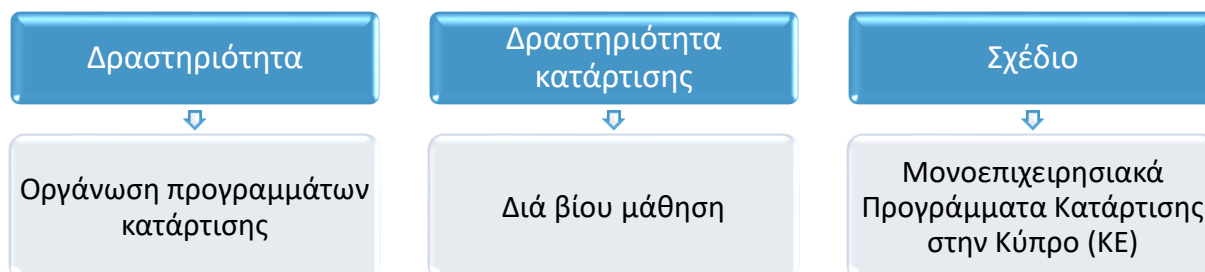 Δραστηριότητα
Οργάνωση προγραμμάτων
κατάρτισης
Δραστηριότητα
κατάρτισης
Διά βίου μάθηση
Σχέδιο
Μονοεπιχειρησιακά
Προγράμματα Κατάρτισης
στην Κύπρο (ΚΕ)